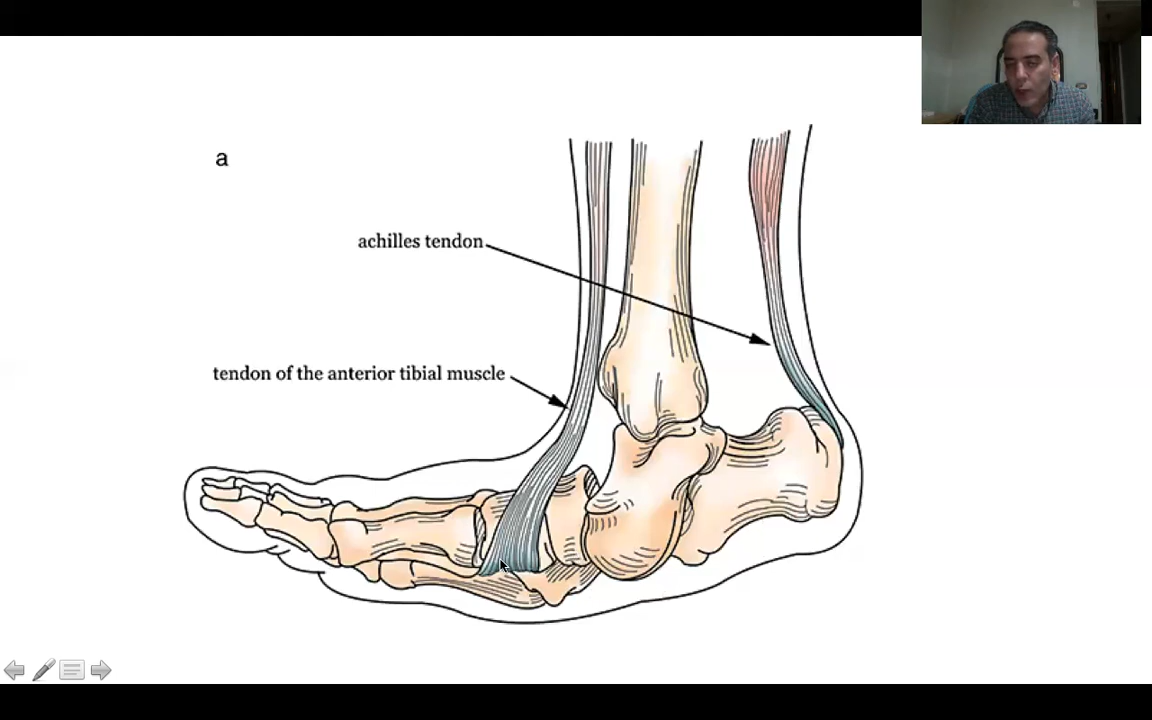 a
achilles tendon
tendon of the anterior tibial muscle